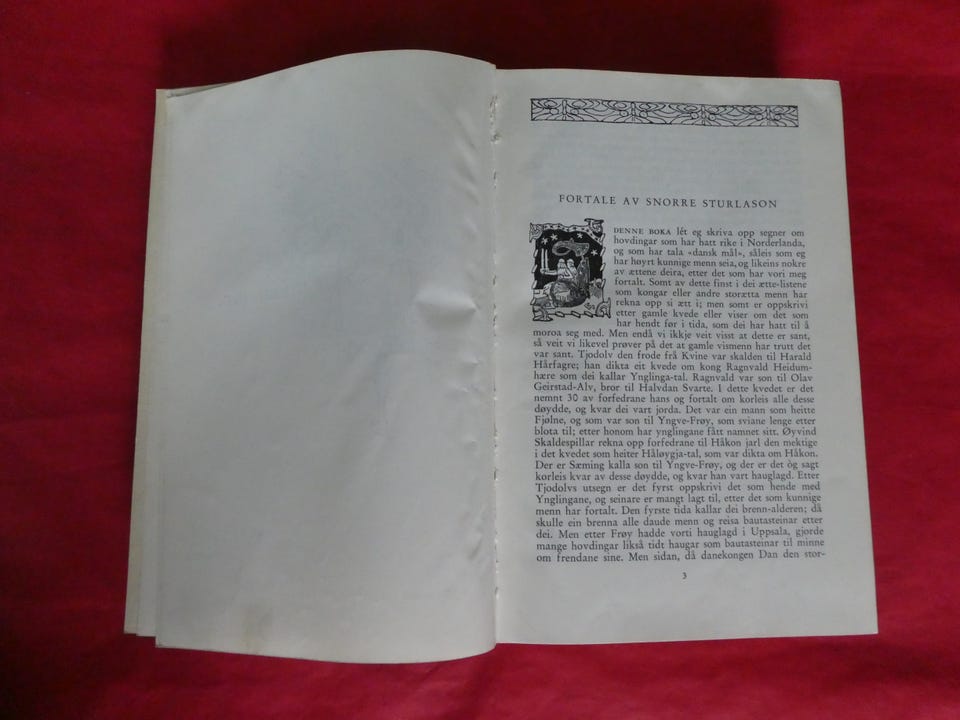 FORTALE AV SNORRE STURLASON
DENNE BOKA lét eg skriva opp segner om
hovdingar som har hatt rike i Norderlanda,
og som har tala «dansk mål», såleis som eg
har høyrt kunnige menn seia, og likeins nokre
av ættene deira, etter det som har vori meg
fortalt. Somt av dette finst i dei ætte-listene
som kongar eller andre storætta menn har
rekna opp si ætt i; men somt er oppskrivi
etter gamle kvede eller viser om det som
har hendt før i tida, som dei har hatt til å
moroa seg med. Men endå vi ikkje veit visst at dette er sant,
så veit vi likevel prøver på det at gamle vismenn har trutt det
var sant. Tjodolv den frode frå Kvine var skalden til Harald
Hårfagre; han dikta eit kvede om kong Ragnvald Heidum-
hære som dei kallar Ynglinga-tal. Ragnvald var son til Olav
Geirstad-Alv, bror til Halvdan Svarte. I dette kvedet er det
nemnt 30 av forfedrane hans og fortalt om korleis alle desse
døydde, og kvar dei vart jorda. Det var ein mann som heitte
Fjølne, og som var son til Yngve-Frøy, som sviane lenge etter
blota til; etter honom har ynglingane fått namnet sitt. Øyvind
Skaldespillar rekna opp forfedrane til Håkon jarl den mektige
i det kvedet som heiter Håløygja-tal, som var dikta om Håkon.
Der er Sæming kalla son til Yngve-Frøy, og der er det òg sagt
korleis kvar av desse døydde, og kvar han vart hauglagd. Etter
Tjodolvs utsegn er det fyrst oppskrivi det som hende med
Ynglingane, og seinare er mangt lagt til, etter det som kunnige
menn har fortalt. Den fyrste tida kallar dei brenn-alderen; då
skulle ein brenna alle daude menn og reisa bautasteinar etter
dei. Men etter Frøy hadde vorti hauglagd i Uppsala, gjorde
mange hovdingar likså tidt haugar som bautasteinar til minne
om frendane sine. Men sidan, då danekongen Dan den stor-
3